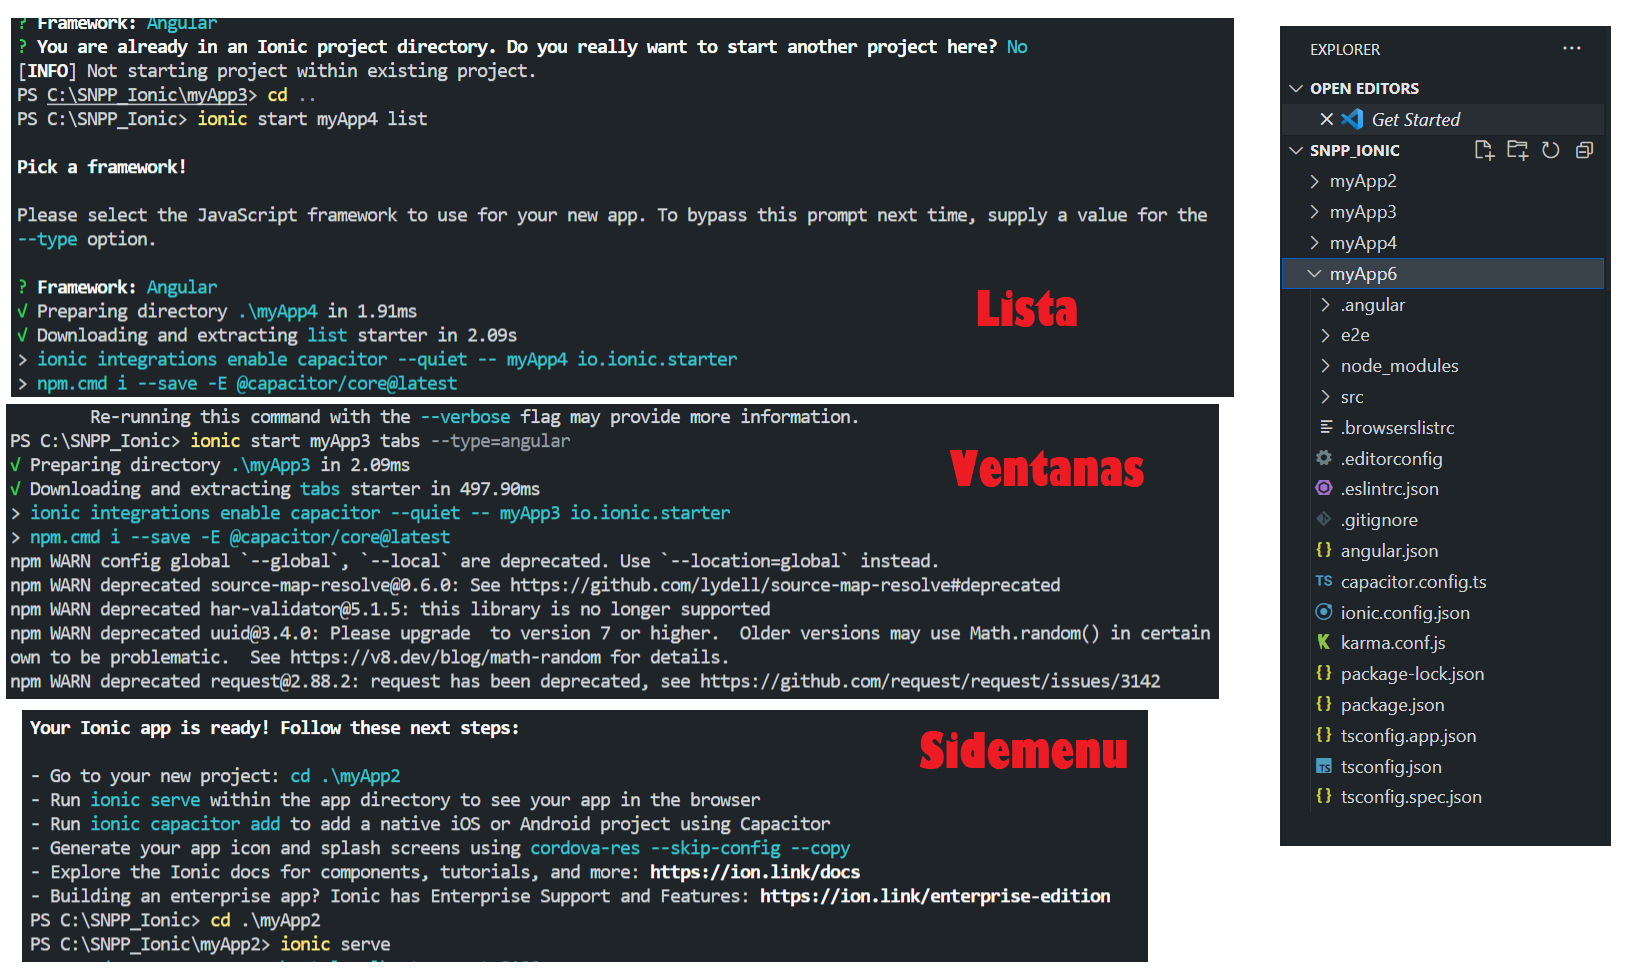 ? Framework: Angular
? You are already in an Ionic project directory. Do you really want to start another project here? No
[INFO] Not starting project within existing project.
PS C:\SNPP_Ionic\myApp3> cd ..
PS C:\SNPP_Ionic> ionic start myApp4 list
Pick a framework!
Please select the JavaScript framework to use for your new app. To bypass this prompt next time, supply a value for the
--type option.
? Framework: Angular
√ Preparing directory .\myApp4 in 1.91ms
√ Downloading and extracting list starter in 2.09s
> ionic integrations enable capacitor --quiet -- myApp4 io.ionic.starter
> npm.cmd i --save -E @capacitor/core@latest
Lista
Re-running this command with the --verbose flag may provide more information.
PS C:\SNPP_Ionic> ionic start myApp3 tabs --type=angular
√ Preparing directory .\myApp3 in 2.09ms
√ Downloading and extracting tabs starter in 497.90ms
> ionic integrations enable capacitor --quiet -- myApp3 io.ionic.starter
> npm.cmd i --save -E @capacitor/core@latest
npm WARN config global `--global`, `--local` are deprecated. Use `--location=global` instead.
npm WARN deprecated source-map-resolve@0.6.0: See https://github.com/lydell/source-map-resolve#deprecated
npm WARN deprecated har-validator@5.1.5: this library is no longer supported
npm WARN deprecated uuid@3.4.0: Please upgrade  to version 7 or higher.  Older versions may use Math.random() in certain
own to be problematic.  See https://v8.dev/blog/math-random for details.
npm WARN deprecated request@2.88.2: request has been deprecated, see https://github.com/request/request/issues/3142
Ventanas
Your Ionic app is ready! Follow these next steps:
- Go to your new project: cd .\myApp2
- Run ionic serve within the app directory to see your app in the browser
- Run ionic capacitor add to add a native iOS or Android project using Capacitor
- Generate your app icon and splash screens using cordova-res --skip-config --copy
- Explore the Ionic docs for components, tutorials, and more: https://ion.link/docs
- Building an enterprise app? Ionic has Enterprise Support and Features: https://ion.link/enterprise-edition
PS C:\SNPP_Ionic> cd .\myApp2
PS C:\SNPP_Ionic\myApp2> ionic serve
Sidemenu
EXPLORER
OPEN EDITORS
Get Started
SNPP_IONIC
myApp2
myApp3
myApp4
myApp6
.angular
e2e
node_modules
src
.browserslistrc
.editorconfig
.eslintrc.json
.gitignore
angular.json
capacitor.config.ts
ionic.config.json
karma.conf.js
package-lock.json
package.json
tsconfig.app.json
tsconfig.json
tsconfig.spec.json